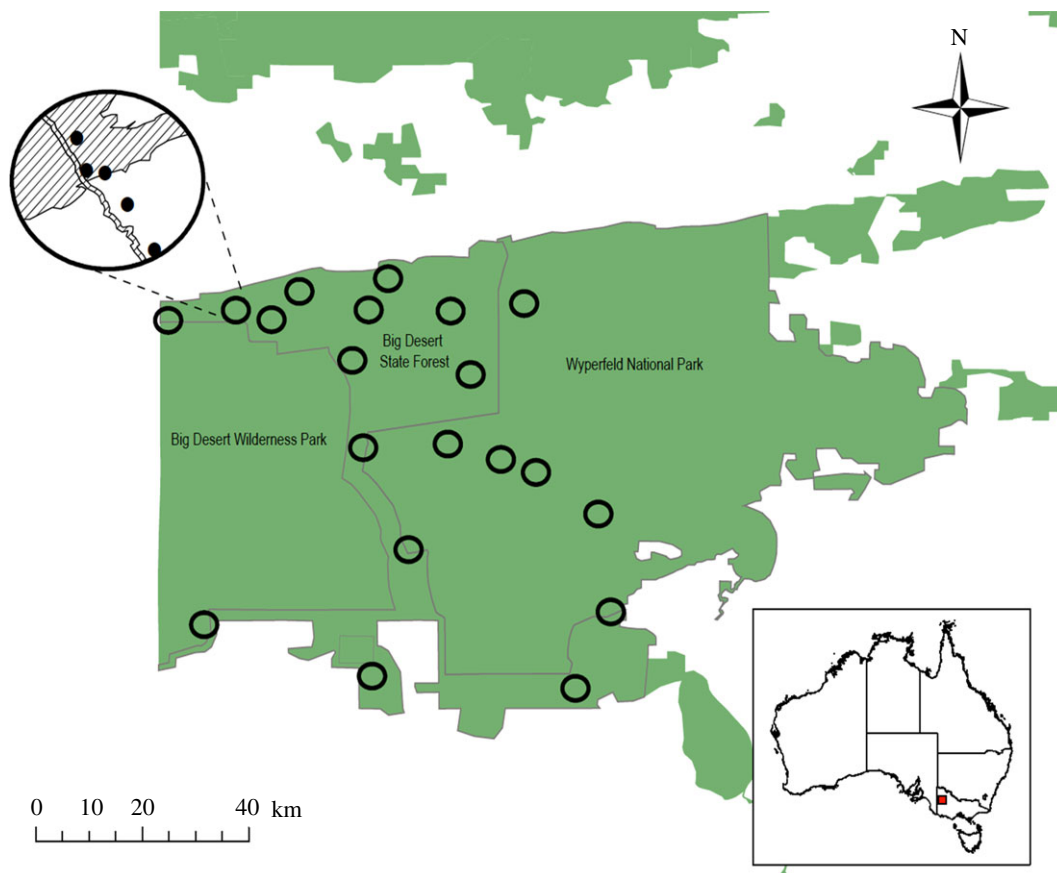 N
Big Desert
State Forest
Wyperfeld National Park
Big Desert Wilderness Park
0 10 20 40 km